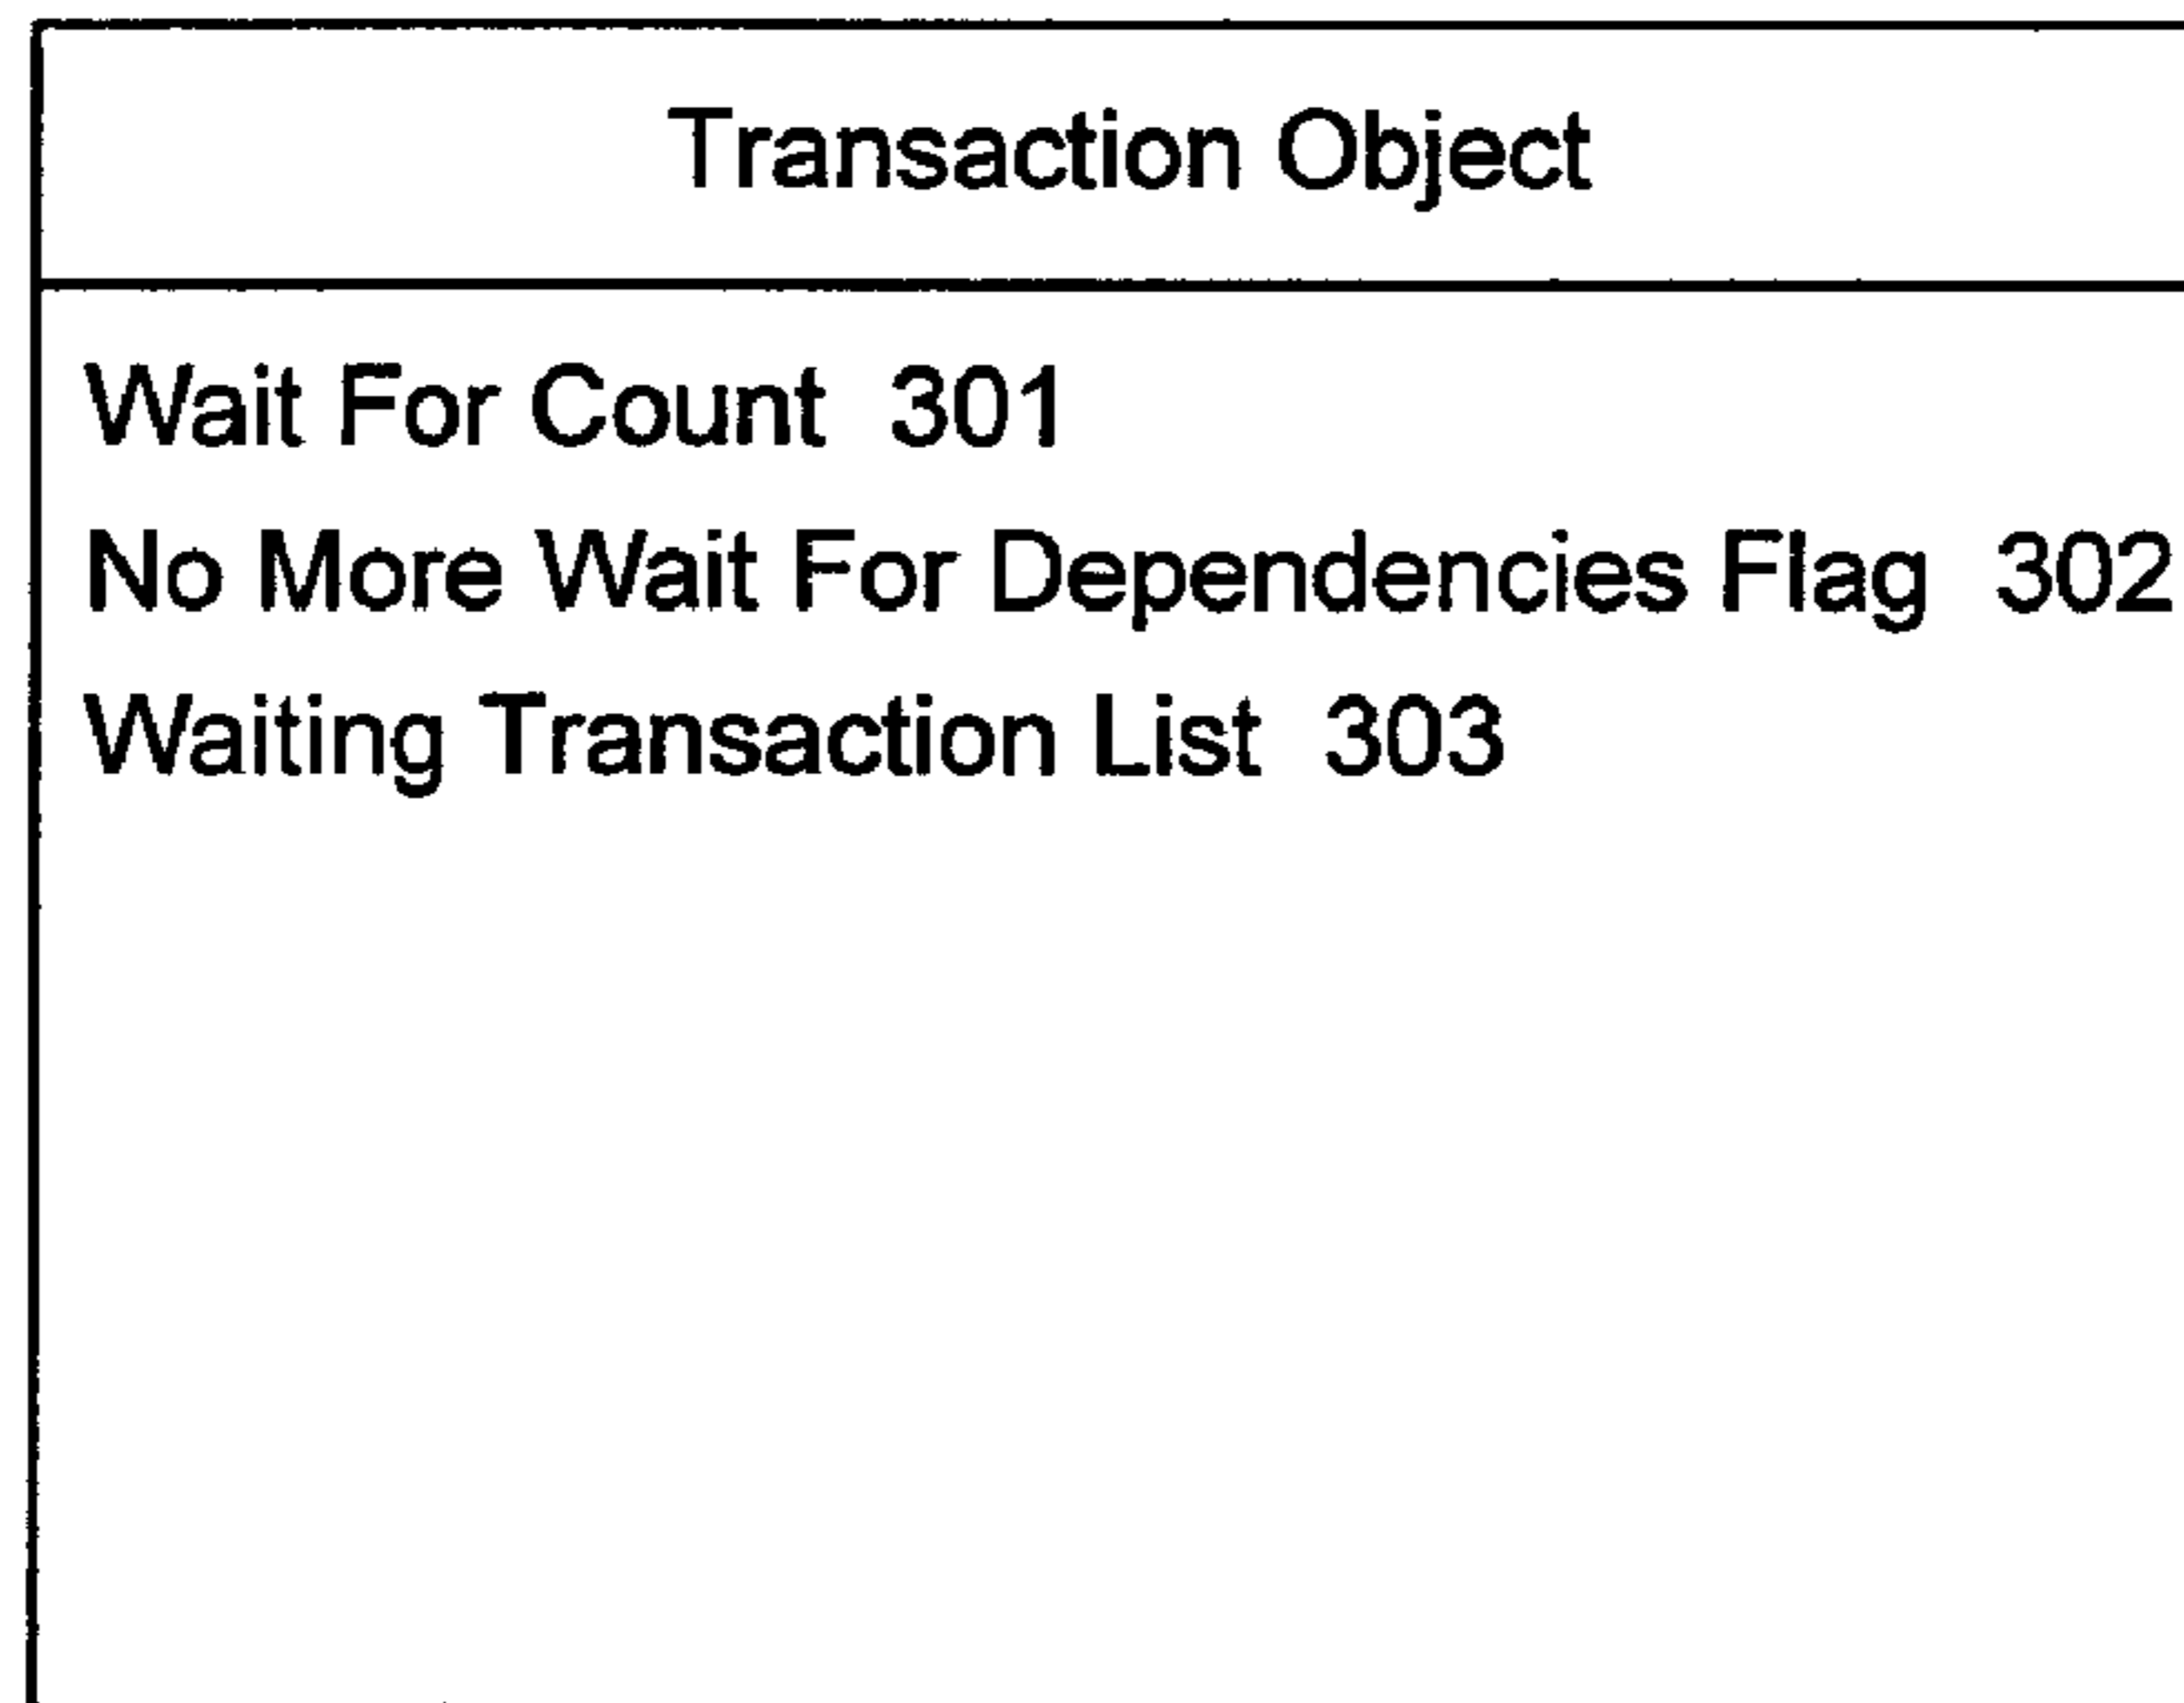 Transaction Object
Wait For Count 301
No More Wait For Dependencies Flag 302
Waiting Transaction List 303